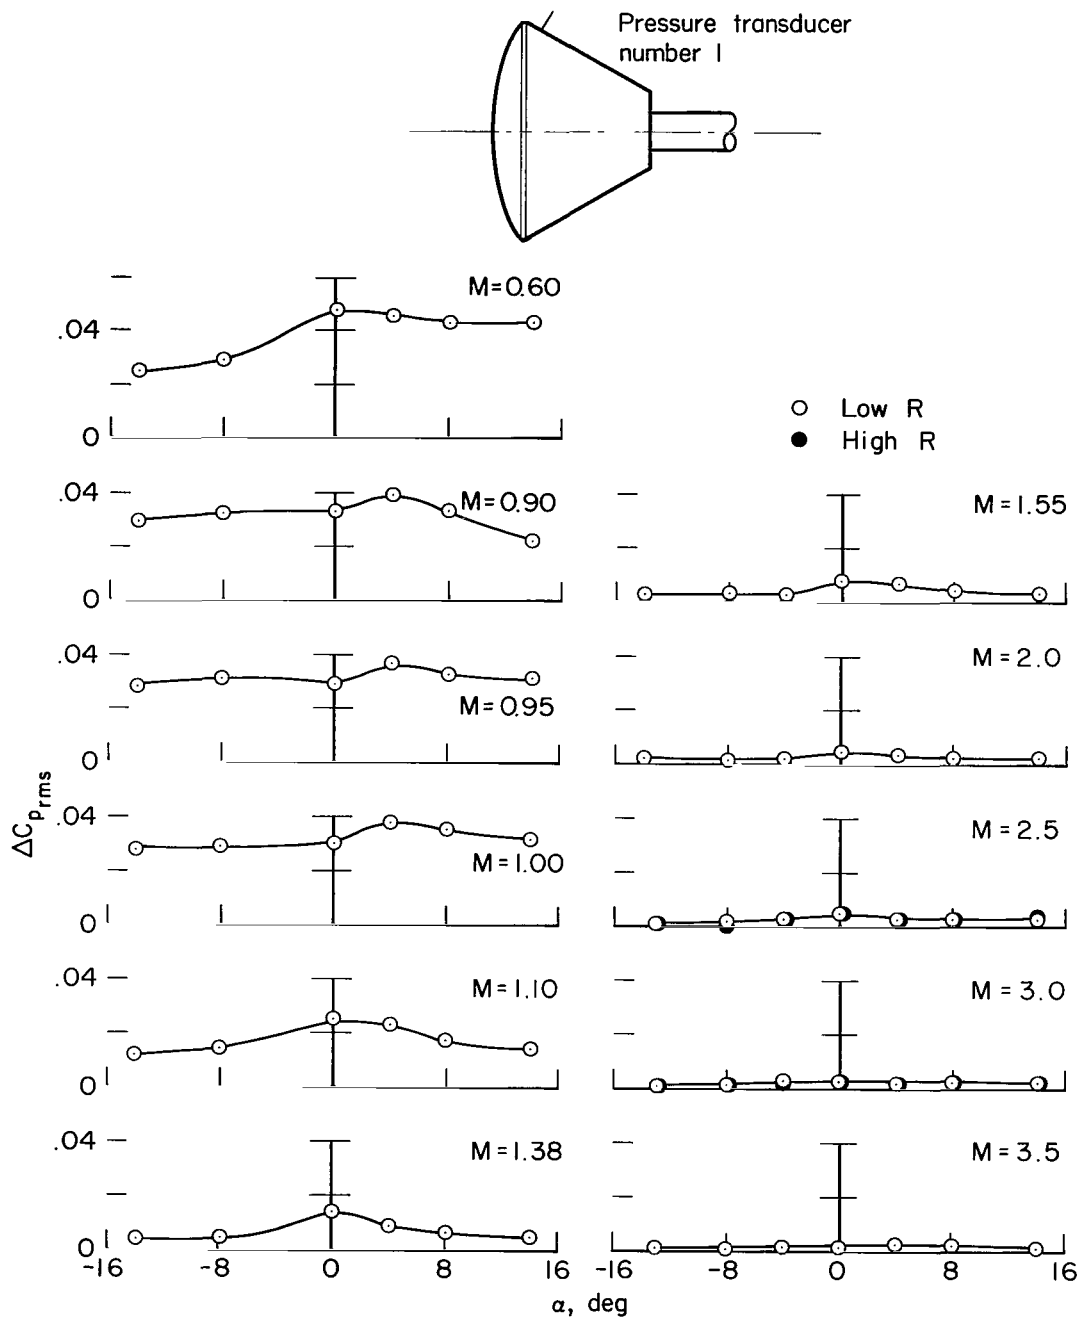 Pressure transducer
number 1
M=0.60
.04
0
Low R
High R
.04
M=0.90
0
M=1.55
.04
M=0.95
0
M=2.0
ΔCprms
.04
M=1.00
0
M=2.5
.04
M=1.10
0
M=3.0
.04
M=1.38
0
M=3.5
-16 -8 0 8 16
-16 -8 0 8 16
α, deg